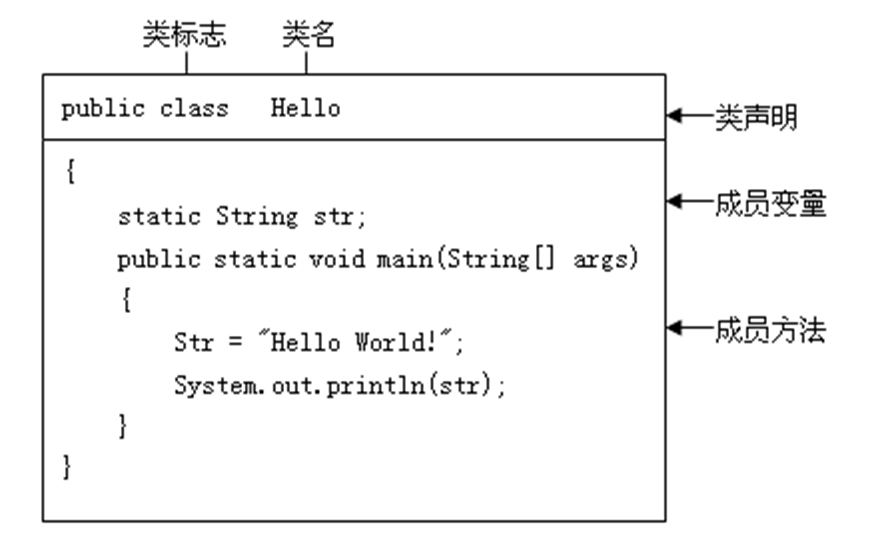 类标志 类名
public class Hello
类声明
{
成员变量
static String str;
public static void main(String[] args)
{
成员方法
Str = "Hello World!";
System.out.println(str);
}
}